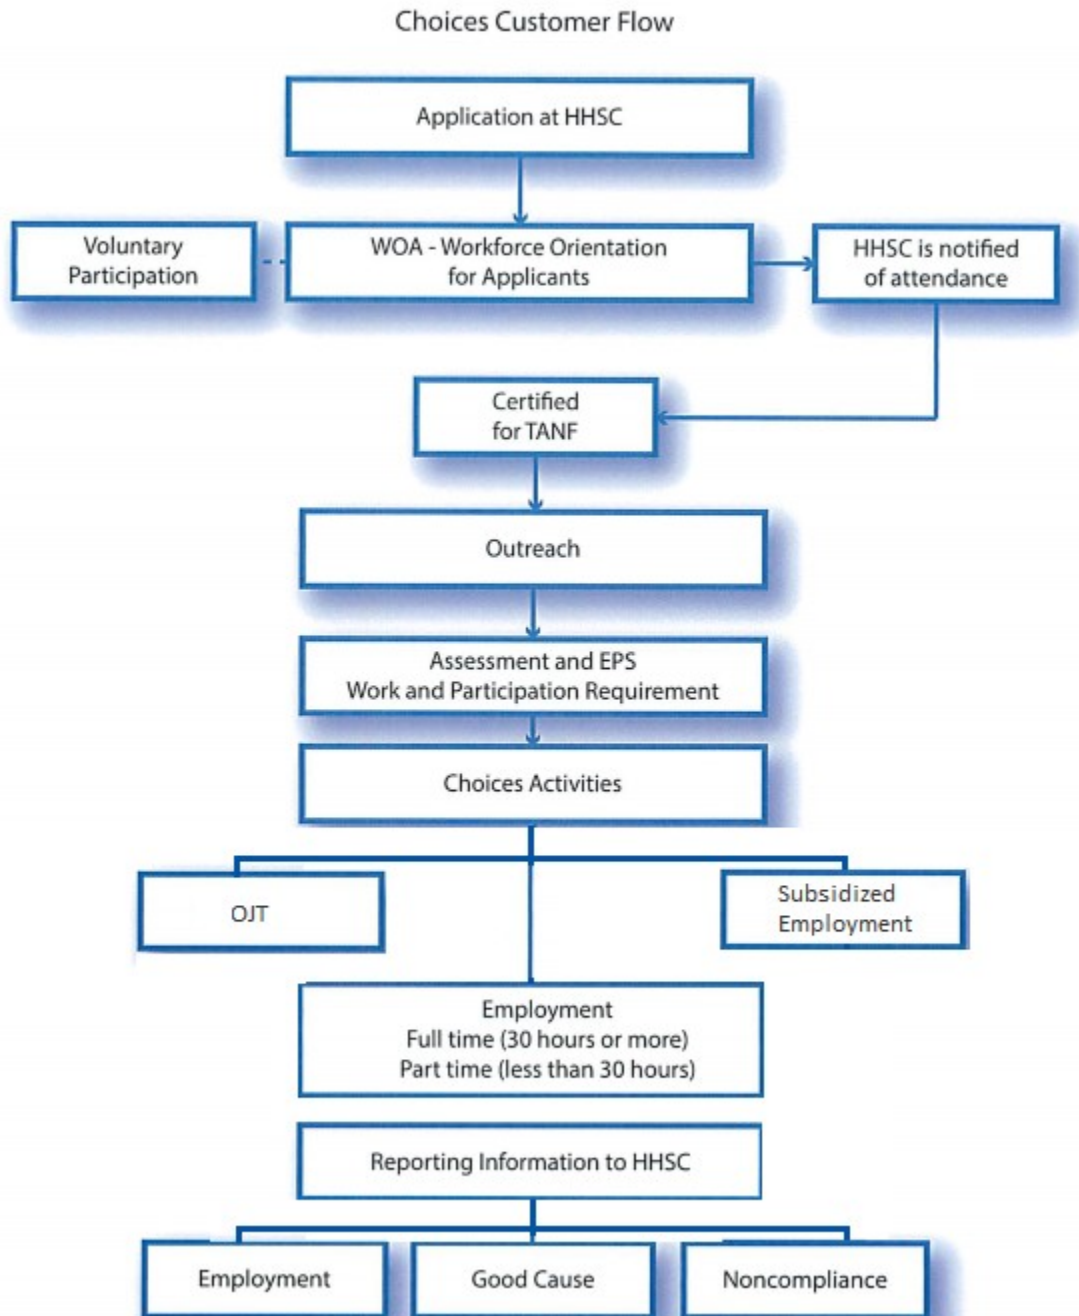 Choices Customer Flow
Application at HHSC
Voluntary
Participation
WOA - Workforce Orientation
for Applicants
HHSC is notified
of attendance
Certified
for TANF
Outreach
Assessment and EPS
Work and Participation Requirement
Choices Activities
OJT
Subsidized
Employment
Employment
Full time (30 hours or more)
Part time (less than 30 hours)
Reporting Information to HHSC
Employment
Good Cause
Noncompliance